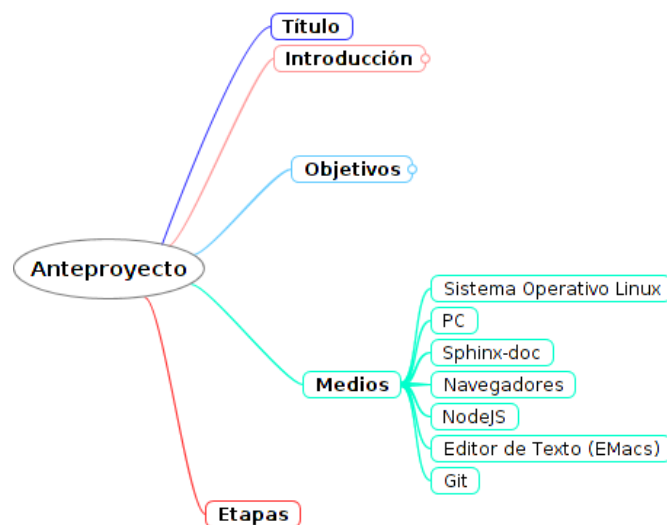 Título
Introducción
Objetivos
Anteproyecto
Sistema Operativo Linux
PC
Sphinx-doc
Medios
Navegadores
NodeJS
Editor de Texto (EMacs)
Git
Etapas